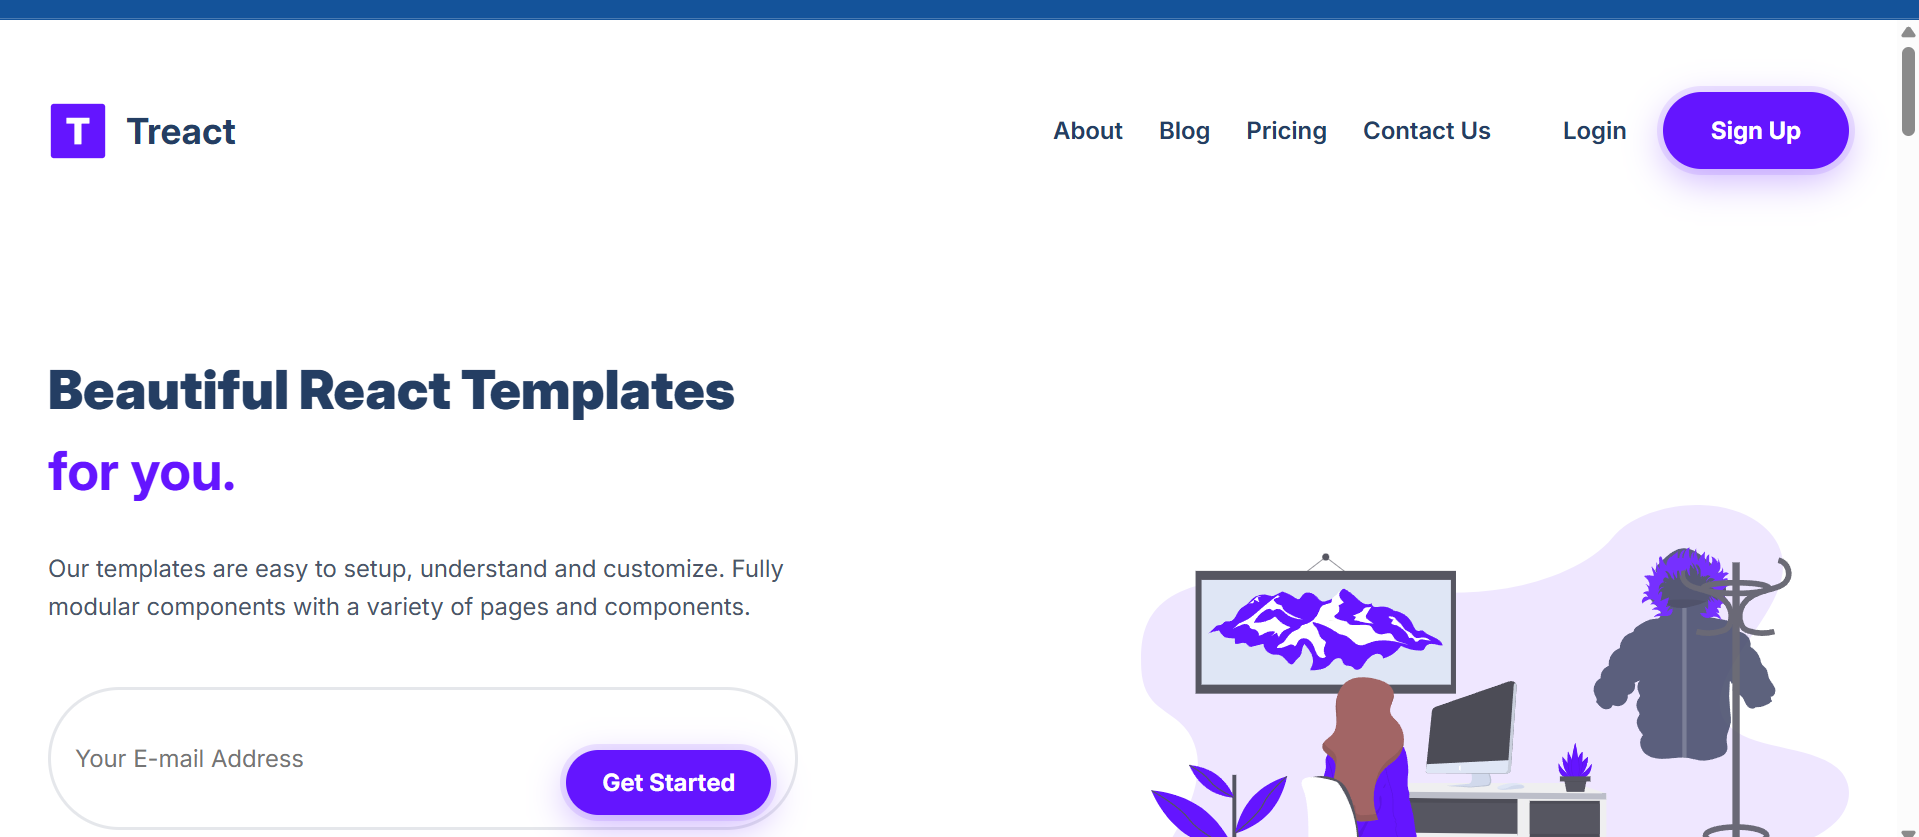 T Treact
About Blog Pricing Contact Us Login Sign Up
Beautiful React Templates
for you.
Our templates are easy to setup, understand and customize. Fully
modular components with a variety of pages and components.
Your E-mail Address
Get Started